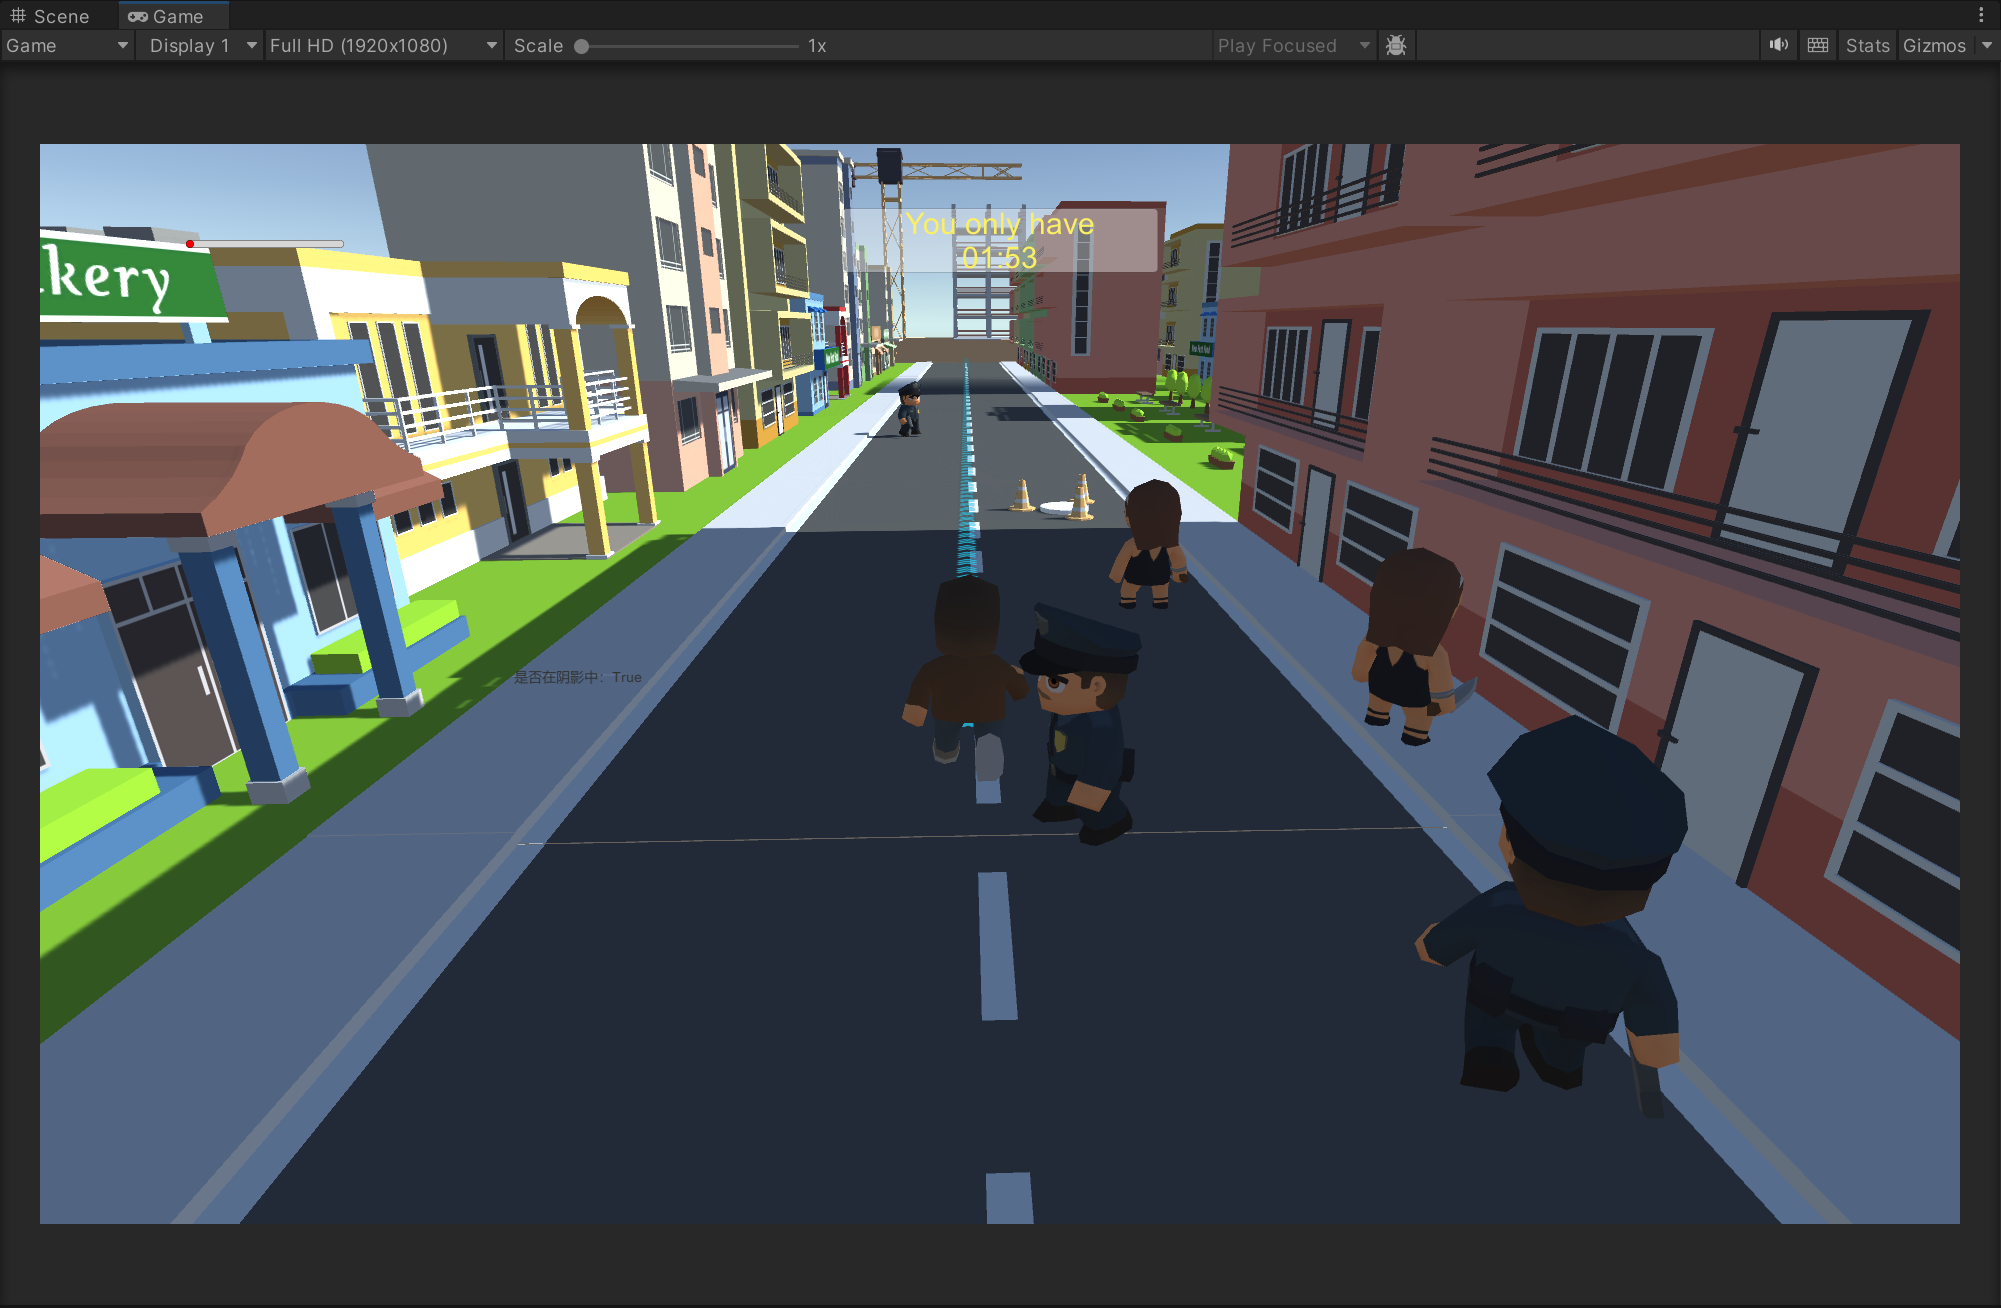 Scene
Game
Game
Display 1
Full HD (1920x1080)
Scale
1x
Play Focused
Stats
Gizmos
You only have
01:53
kery
是否在阴影中：True